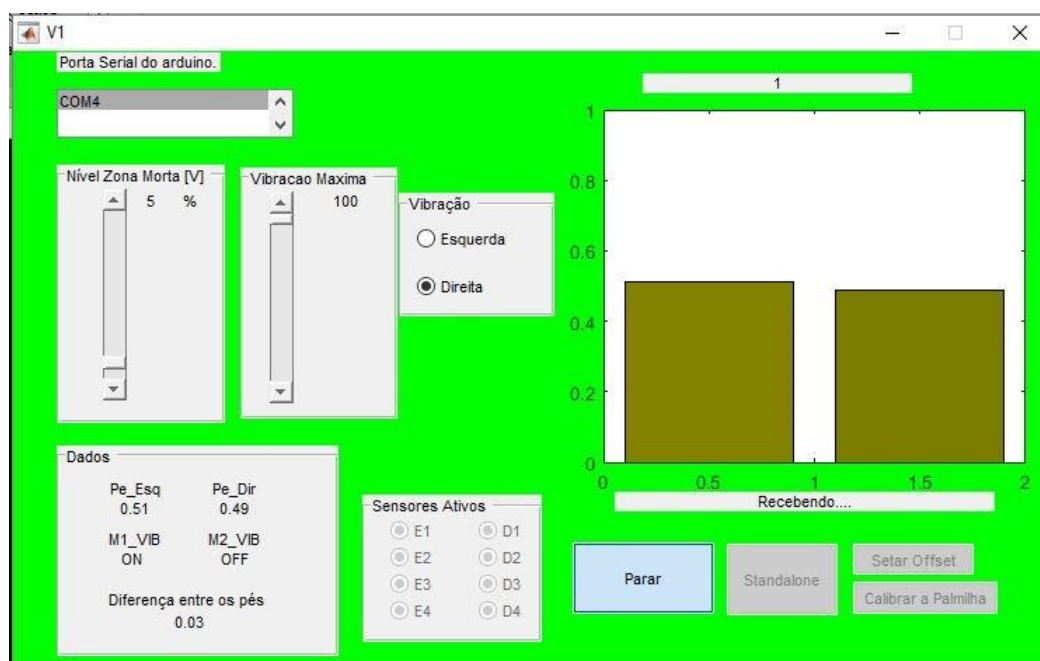 V1
Porta Serial do arduino.
COM4
Nível Zona Morta [V]
5 %
Vibracao Maxima
100
Vibração
Esquerda
Direita
1
1
0.8
0.6
0.4
0.2
0
0 0.5 1 1.5 2
Recebendo....
Dados
Pe_Esq Pe_Dir
0.51 0.49
M1_VIB M2_VIB
ON OFF
Diferença entre os pés
0.03
Sensores Ativos
E1 D1
E2 D2
E3 D3
E4 D4
Parar
Standalone
Setar Offset
Calibrar a Palmilha